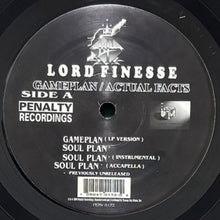 LORD FINESSE
GAMEPLAN / ACTUAL FACTS
SIDE A
PENALTY
RECORDINGS
GAMEPLAN (LP VERSION)
SOUL PLAN*
SOUL PLAN* (INSTRUMENTAL)
SOUL PLAN* (ACCAPELLA)
* PREVIOUSLY UNRELEASED